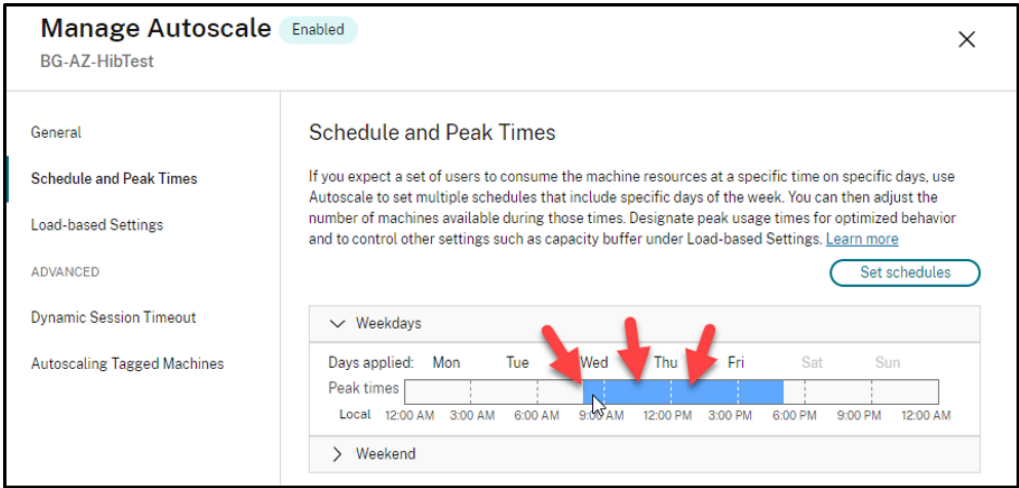 Manage Autoscale Enabled
BG-AZ-HibTest
General
Schedule and Peak Times
Load-based Settings
ADVANCED
Dynamic Session Timeout
Autoscaling Tagged Machines
Schedule and Peak Times
If you expect a set of users to consume the machine resources at a specific time on specific days, use
Autoscale to set multiple schedules that include specific days of the week. You can then adjust the
number of machines available during those times. Designate peak usage times for optimized behavior
and to control other settings such as capacity buffer under Load-based Settings. Learn more
Set schedules
Weekdays
Days applied: Mon Tue Wed Thu Fri Sat Sun
Peak times
Local 12:00 AM 3:00 AM 6:00 AM 9:00 AM 12:00 PM 3:00 PM 6:00 PM 9:00 PM 12:00 AM
Weekend